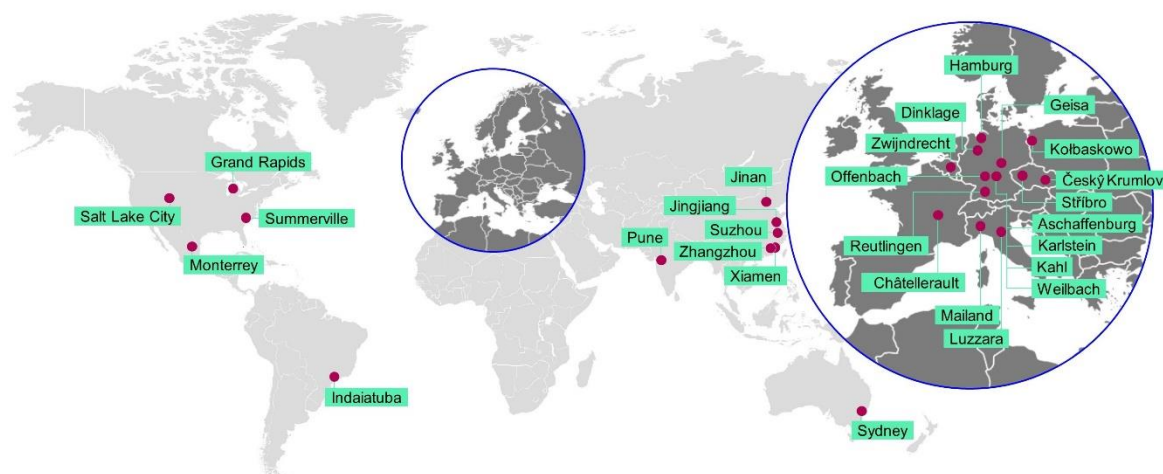 Grand Rapids
Salt Lake City
Summerville
Monterrey
Indaiatuba
Jinan
Jingjiang
Suzhou
Pune
Zhangzhou
Xiamen
Sydney
Hamburg
Geisa
Dinklage
Zwijndrecht
Kołbaskowo
Offenbach
Českŷ Krumlov
Stříbro
Aschaffenburg
Reutlingen
Karlstein
Kahl
Châtellerault
Weilbach
Mailand
Luzzara